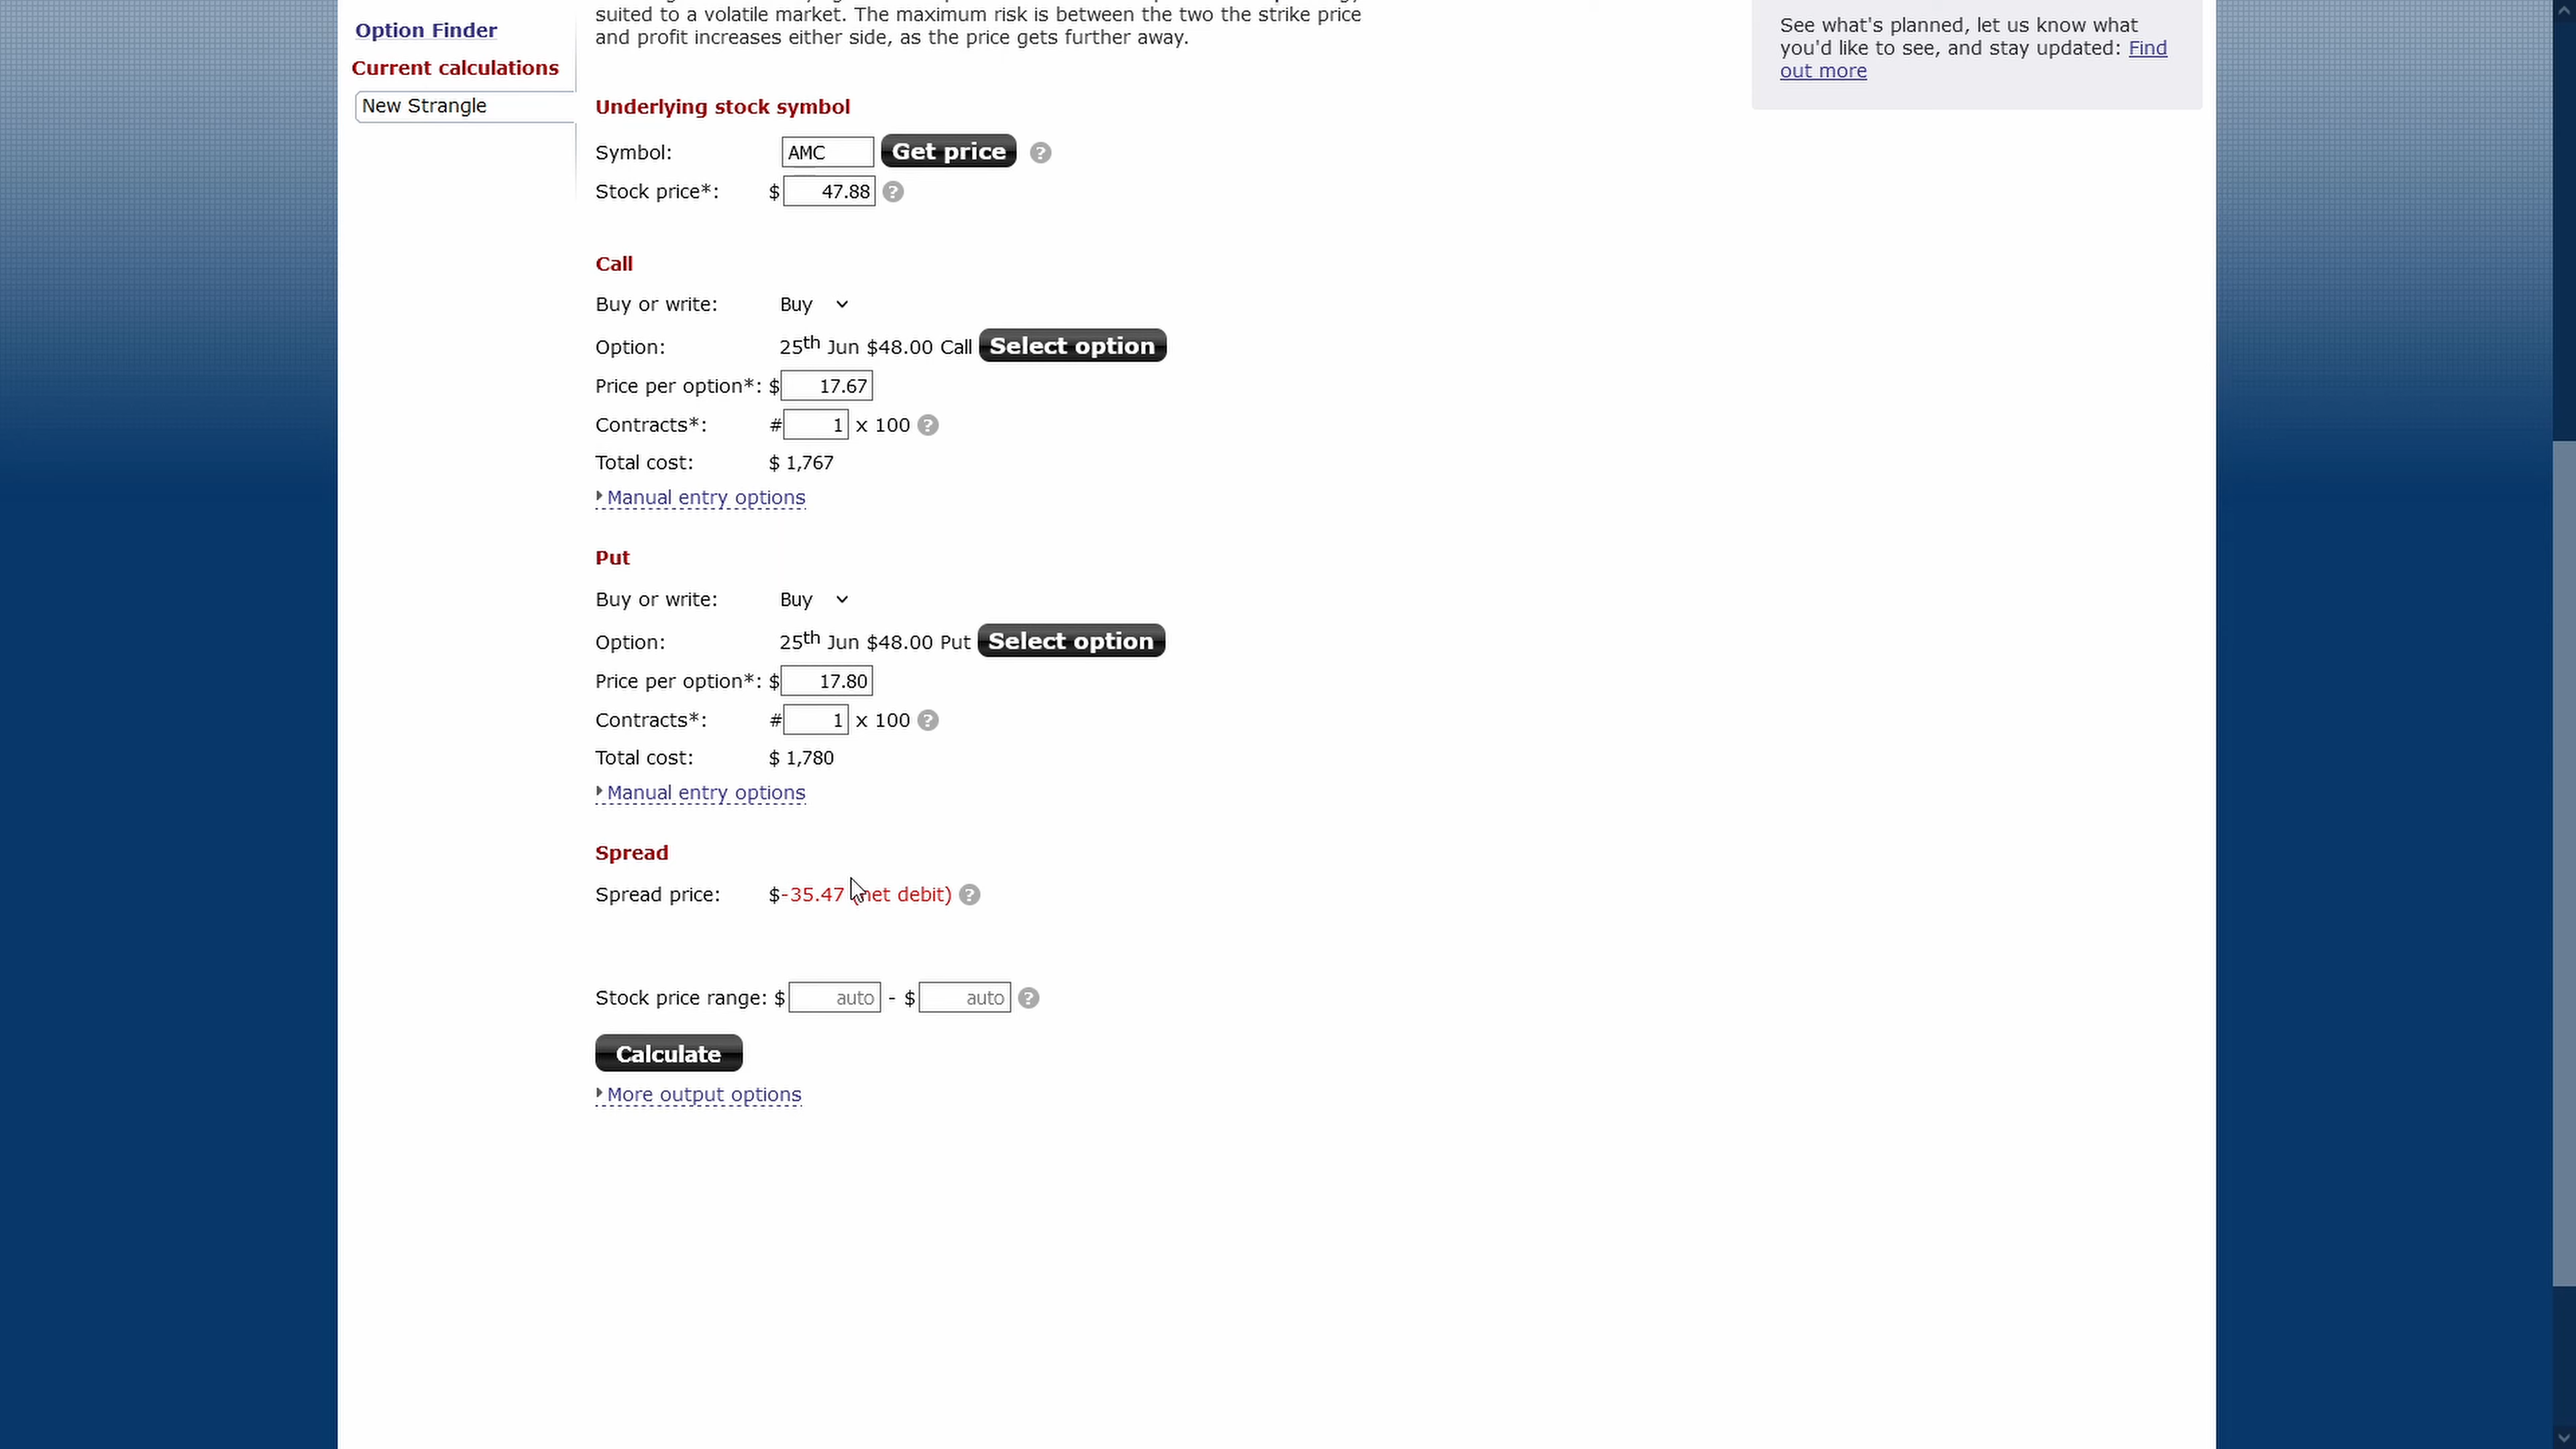 Option Finder
Current calculations
New Strangle
suited to a volatile market. The maximum risk is between the two the strike price
and profit increases either side, as the price gets further away.
See what's planned, let us know what
you'd like to see, and stay updated: Find
out more
Underlying stock symbol
Symbol: AMC Get price ?
Stock price*: $ 47.88 ?
Call
Buy or write: Buy
Option: 25th Jun $48.00 Call Select option
Price per option*: $ 17.67
Contracts*: # 1 x 100 ?
Total cost: $ 1,767
Manual entry options
Put
Buy or write: Buy
Option: 25th Jun $48.00 Put Select option
Price per option*: $ 17.80
Contracts*: # 1 x 100 ?
Total cost: $ 1,780
Manual entry options
Spread
Spread price: $-35.47 (net debit) ?
Stock price range: $ auto - $ auto ?
Calculate
More output options